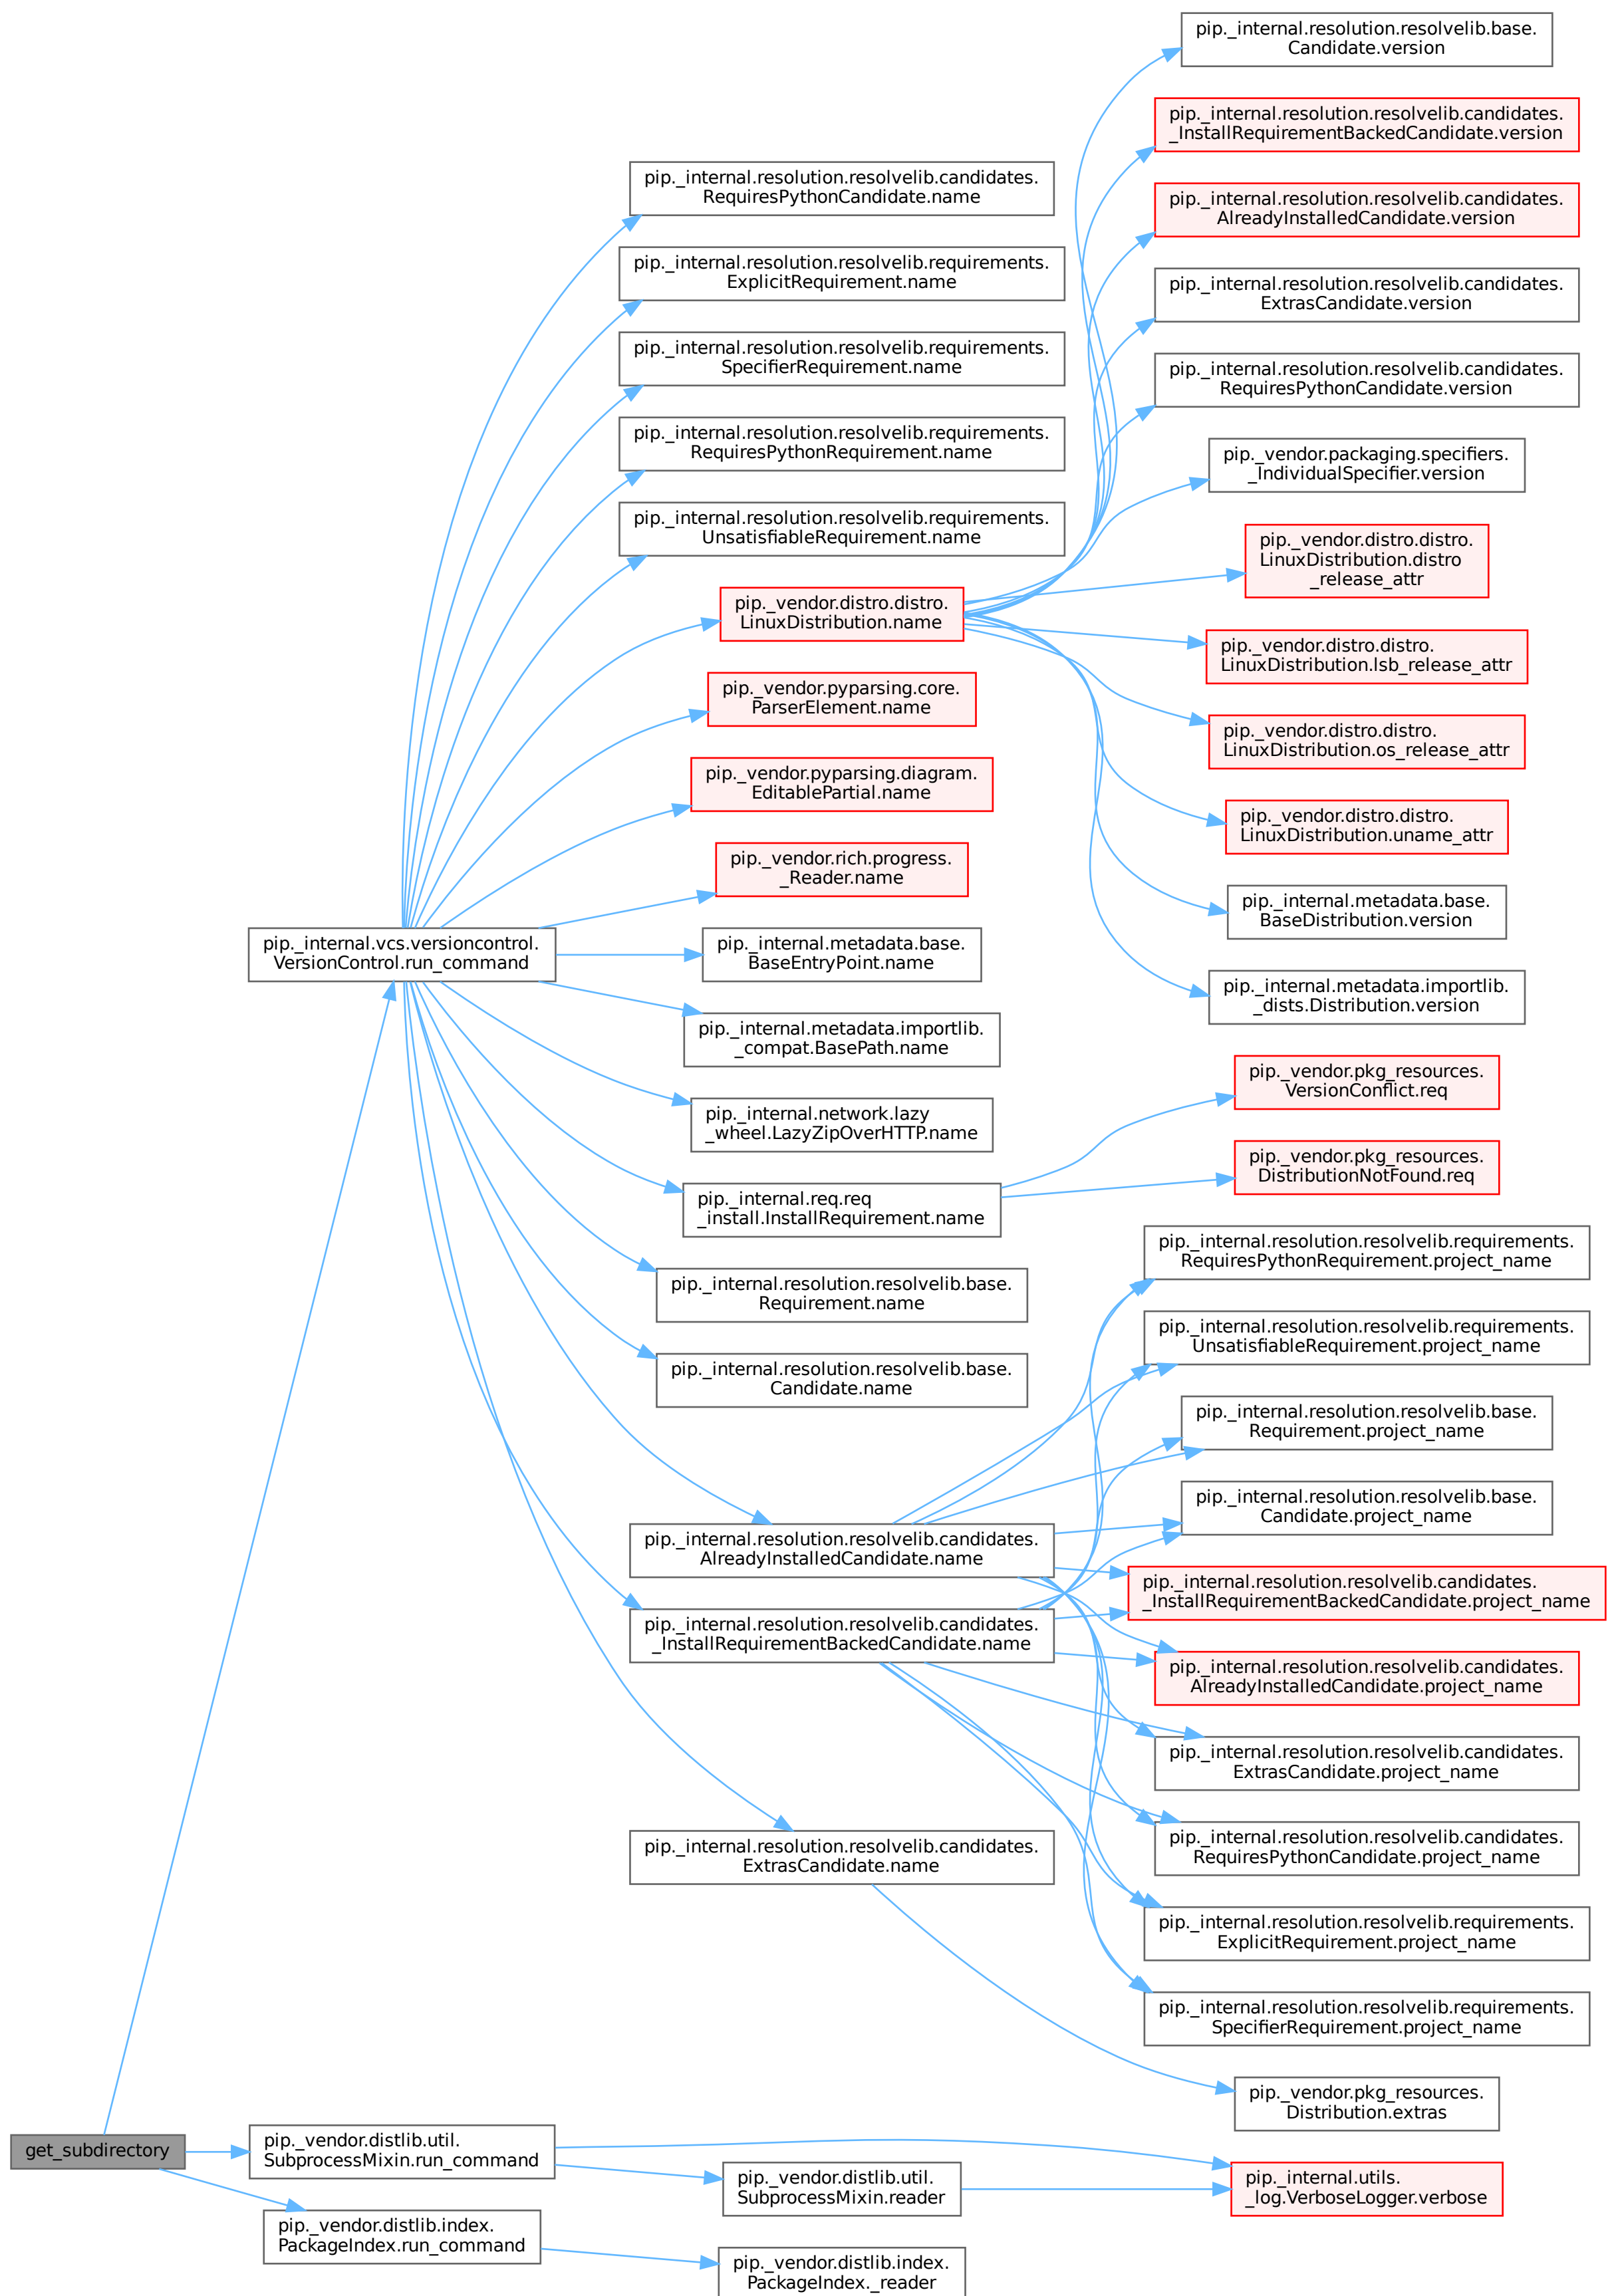 pip._internal.resolution.resolvelib.base.
Candidate.version
pip._internal.resolution.resolvelib.candidates.
_InstallRequirementBackedCandidate.version
pip._internal.resolution.resolvelib.candidates.
RequiresPythonCandidate.name
pip._internal.resolution.resolvelib.candidates.
AlreadyInstalledCandidate.version
pip._internal.resolution.resolvelib.requirements.
ExplicitRequirement.name
pip._internal.resolution.resolvelib.candidates.
ExtrasCandidate.version
pip._internal.resolution.resolvelib.requirements.
SpecifierRequirement.name
pip._internal.resolution.resolvelib.candidates.
RequiresPythonCandidate.version
pip._internal.resolution.resolvelib.requirements.
RequiresPythonRequirement.name
pip._vendor.packaging.specifiers.
_IndividualSpecifier.version
pip._internal.resolution.resolvelib.requirements.
UnsatisfiableRequirement.name
pip._vendor.distro.distro.
LinuxDistribution.distro
_release_attr
pip._vendor.distro.distro.
LinuxDistribution.name
pip._vendor.distro.distro.
LinuxDistribution.lsb_release_attr
pip._vendor.pyparsing.core.
ParserElement.name
pip._vendor.distro.distro.
LinuxDistribution.os_release_attr
pip._vendor.pyparsing.diagram.
EditablePartial.name
pip._vendor.distro.distro.
LinuxDistribution.uname_attr
pip._vendor.rich.progress.
_Reader.name
pip._internal.metadata.base.
BaseDistribution.version
pip._internal.vcs.versioncontrol.
VersionControl.run_command
pip._internal.metadata.base.
BaseEntryPoint.name
pip._internal.metadata.importlib.
_dists.Distribution.version
pip._internal.metadata.importlib.
_compat.BasePath.name
pip._vendor.pkg_resources.
VersionConflict.req
pip._internal.network.lazy
_wheel.LazyZipOverHTTP.name
pip._vendor.pkg_resources.
DistributionNotFound.req
pip._internal.req.req
_install.InstallRequirement.name
pip._internal.resolution.resolvelib.requirements.
RequiresPythonRequirement.project_name
pip._internal.resolution.resolvelib.base.
Requirement.name
pip._internal.resolution.resolvelib.requirements.
UnsatisfiableRequirement.project_name
pip._internal.resolution.resolvelib.base.
Candidate.name
pip._internal.resolution.resolvelib.base.
Requirement.project_name
pip._internal.resolution.resolvelib.base.
Candidate.project_name
pip._internal.resolution.resolvelib.candidates.
AlreadyInstalledCandidate.name
pip._internal.resolution.resolvelib.candidates.
_InstallRequirementBackedCandidate.project_name
pip._internal.resolution.resolvelib.candidates.
_InstallRequirementBackedCandidate.name
pip._internal.resolution.resolvelib.candidates.
AlreadyInstalledCandidate.project_name
pip._internal.resolution.resolvelib.candidates.
ExtrasCandidate.project_name
pip._internal.resolution.resolvelib.candidates.
RequiresPythonCandidate.project_name
pip._internal.resolution.resolvelib.candidates.
ExtrasCandidate.name
pip._internal.resolution.resolvelib.requirements.
ExplicitRequirement.project_name
pip._internal.resolution.resolvelib.requirements.
SpecifierRequirement.project_name
pip._vendor.pkg_resources.
Distribution.extras
get_subdirectory
pip._vendor.distlib.util.
SubprocessMixin.run_command
pip._vendor.distlib.util.
SubprocessMixin.reader
pip._internal.utils.
_log.VerboseLogger.verbose
pip._vendor.distlib.index.
PackageIndex.run_command
pip._vendor.distlib.index.
PackageIndex._reader